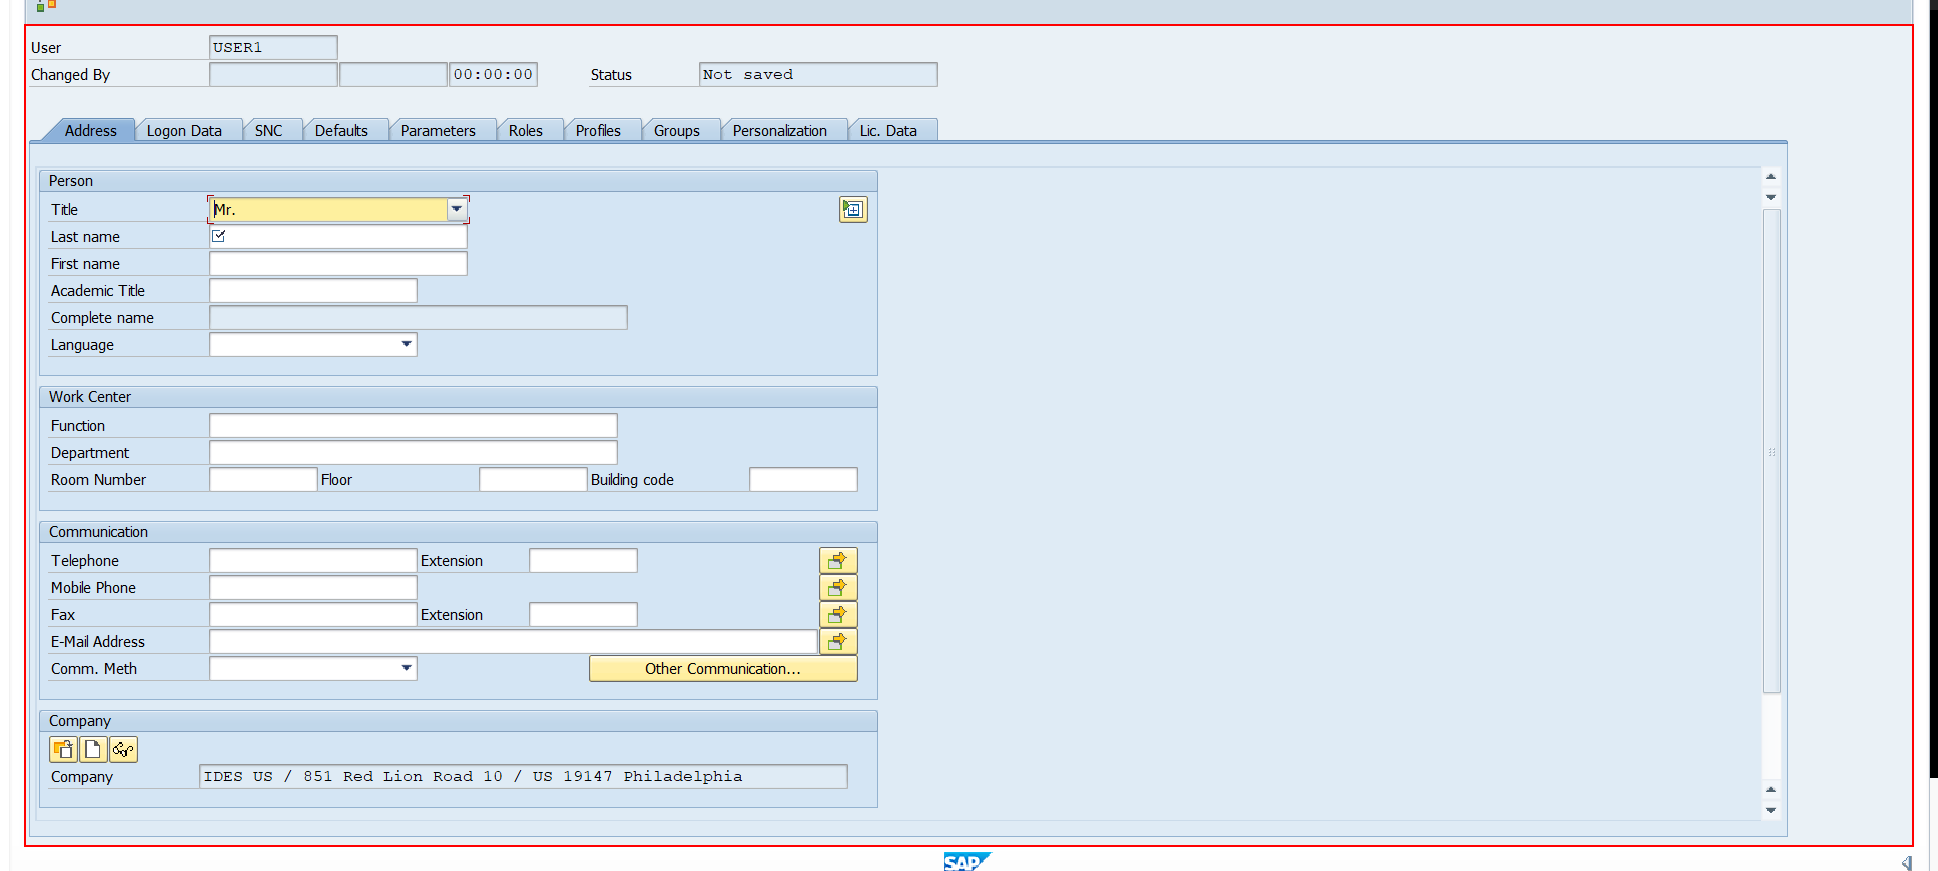 User USER1
Changed By 00:00:00 Status Not saved
Address Logon Data SNC Defaults Parameters Roles Profiles Groups Personalization Lic. Data
Person
Title Mr.
Last name
First name
Academic Title
Complete name
Language
Work Center
Function
Department
Room Number Floor Building code
Communication
Telephone Extension
Mobile Phone
Fax Extension
E-Mail Address
Comm. Meth Other Communication...
Company
Company IDES US / 851 Red Lion Road 10 / US 19147 Philadelphia
SAP